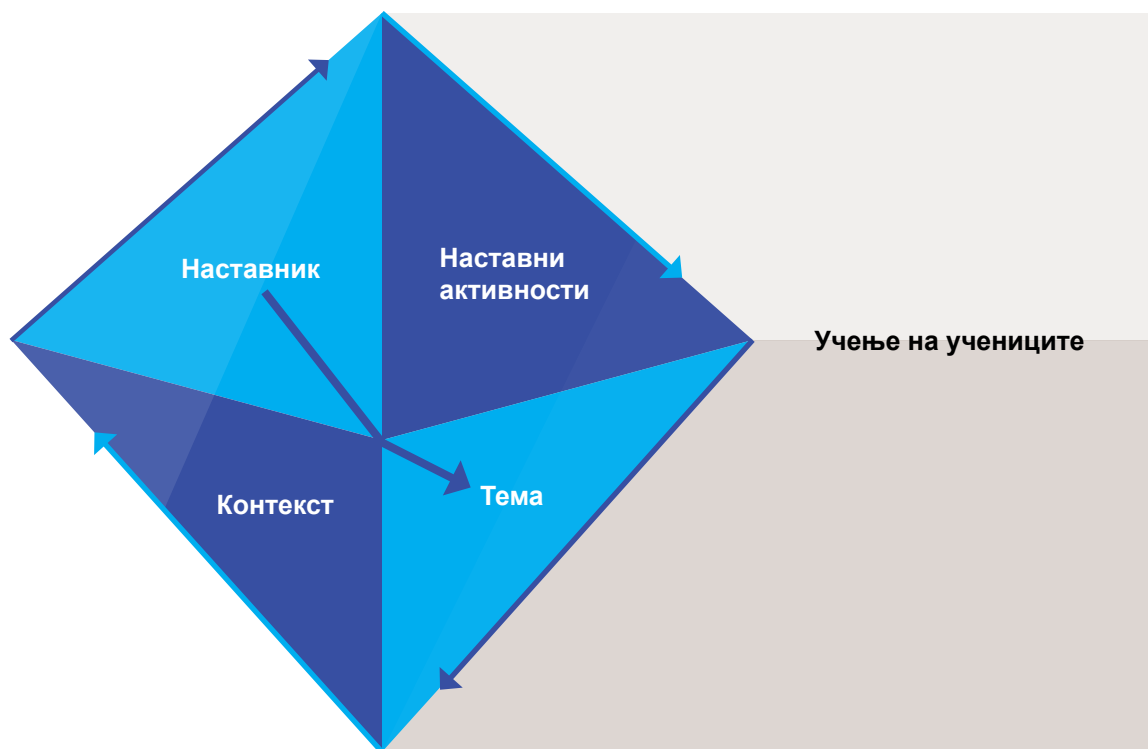 Наставник
Наставни
активности
Учење на учениците
Контекст
Тема